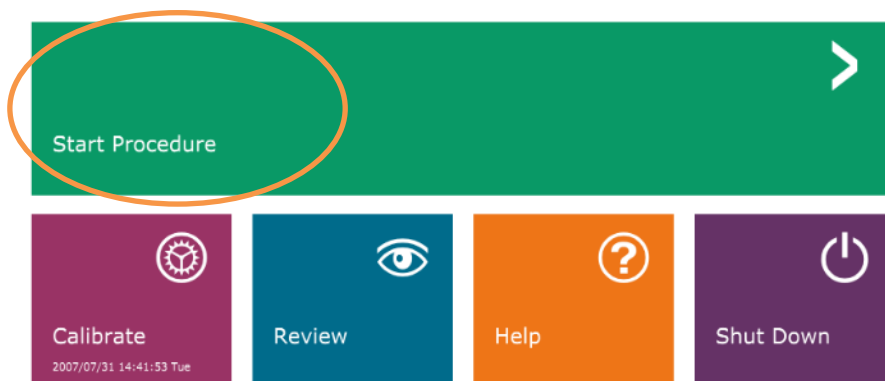 Start Procedure
Calibrate
2007/07/31 14:41:53 Tue
Review
Help
Shut Down